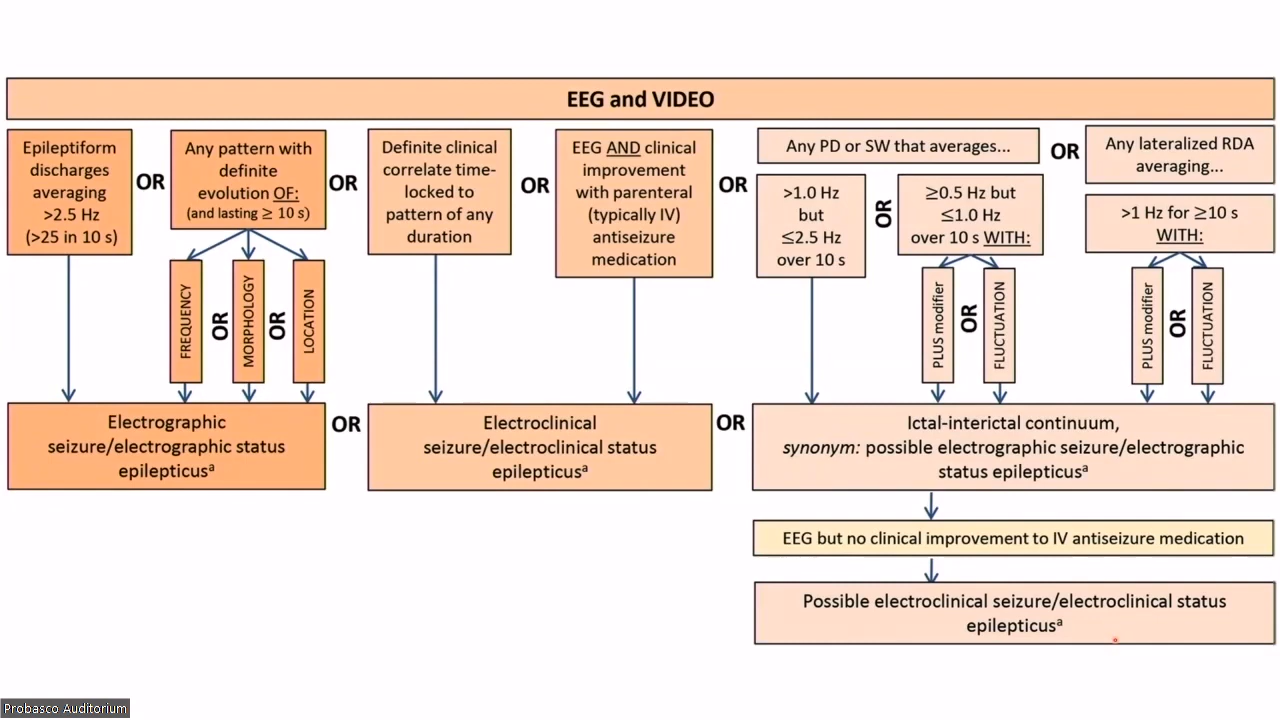 EEG and VIDEO
Epileptiform
discharges
averaging
>2.5 Hz
(>25 in 10 s)
OR
Any pattern with
definite
evolution OF:
(and lasting ≥ 10 s)
FREQUENCY
OR
MORPHOLOGY
OR
LOCATION
OR
Definite clinical
correlate time-
locked to
pattern of any
duration
OR
EEG AND clinical
improvement
with parenteral
(typically IV)
antiseizure
medication
OR
Any PD or SW that averages...
>1.0 Hz
but
≤2.5 Hz
over 10 s
OR
≥0.5 Hz but
≤1.0 Hz
over 10 s WITH:
PLUS modifier
OR
FLUCTUATION
OR
Any lateralized RDA
averaging...
>1 Hz for ≥10 s
WITH:
PLUS modifier
OR
FLUCTUATION
Electrographic
seizure/electrographic status
epilepticusᵃ
OR
Electroclinical
seizure/electroclinical status
epilepticusᵃ
OR
Ictal-interictal continuum,
synonym: possible electrographic seizure/electrographic
status epilepticusᵃ
EEG but no clinical improvement to IV antiseizure medication
Possible electroclinical seizure/electroclinical status
epilepticusᵃ
Probasco Auditorium